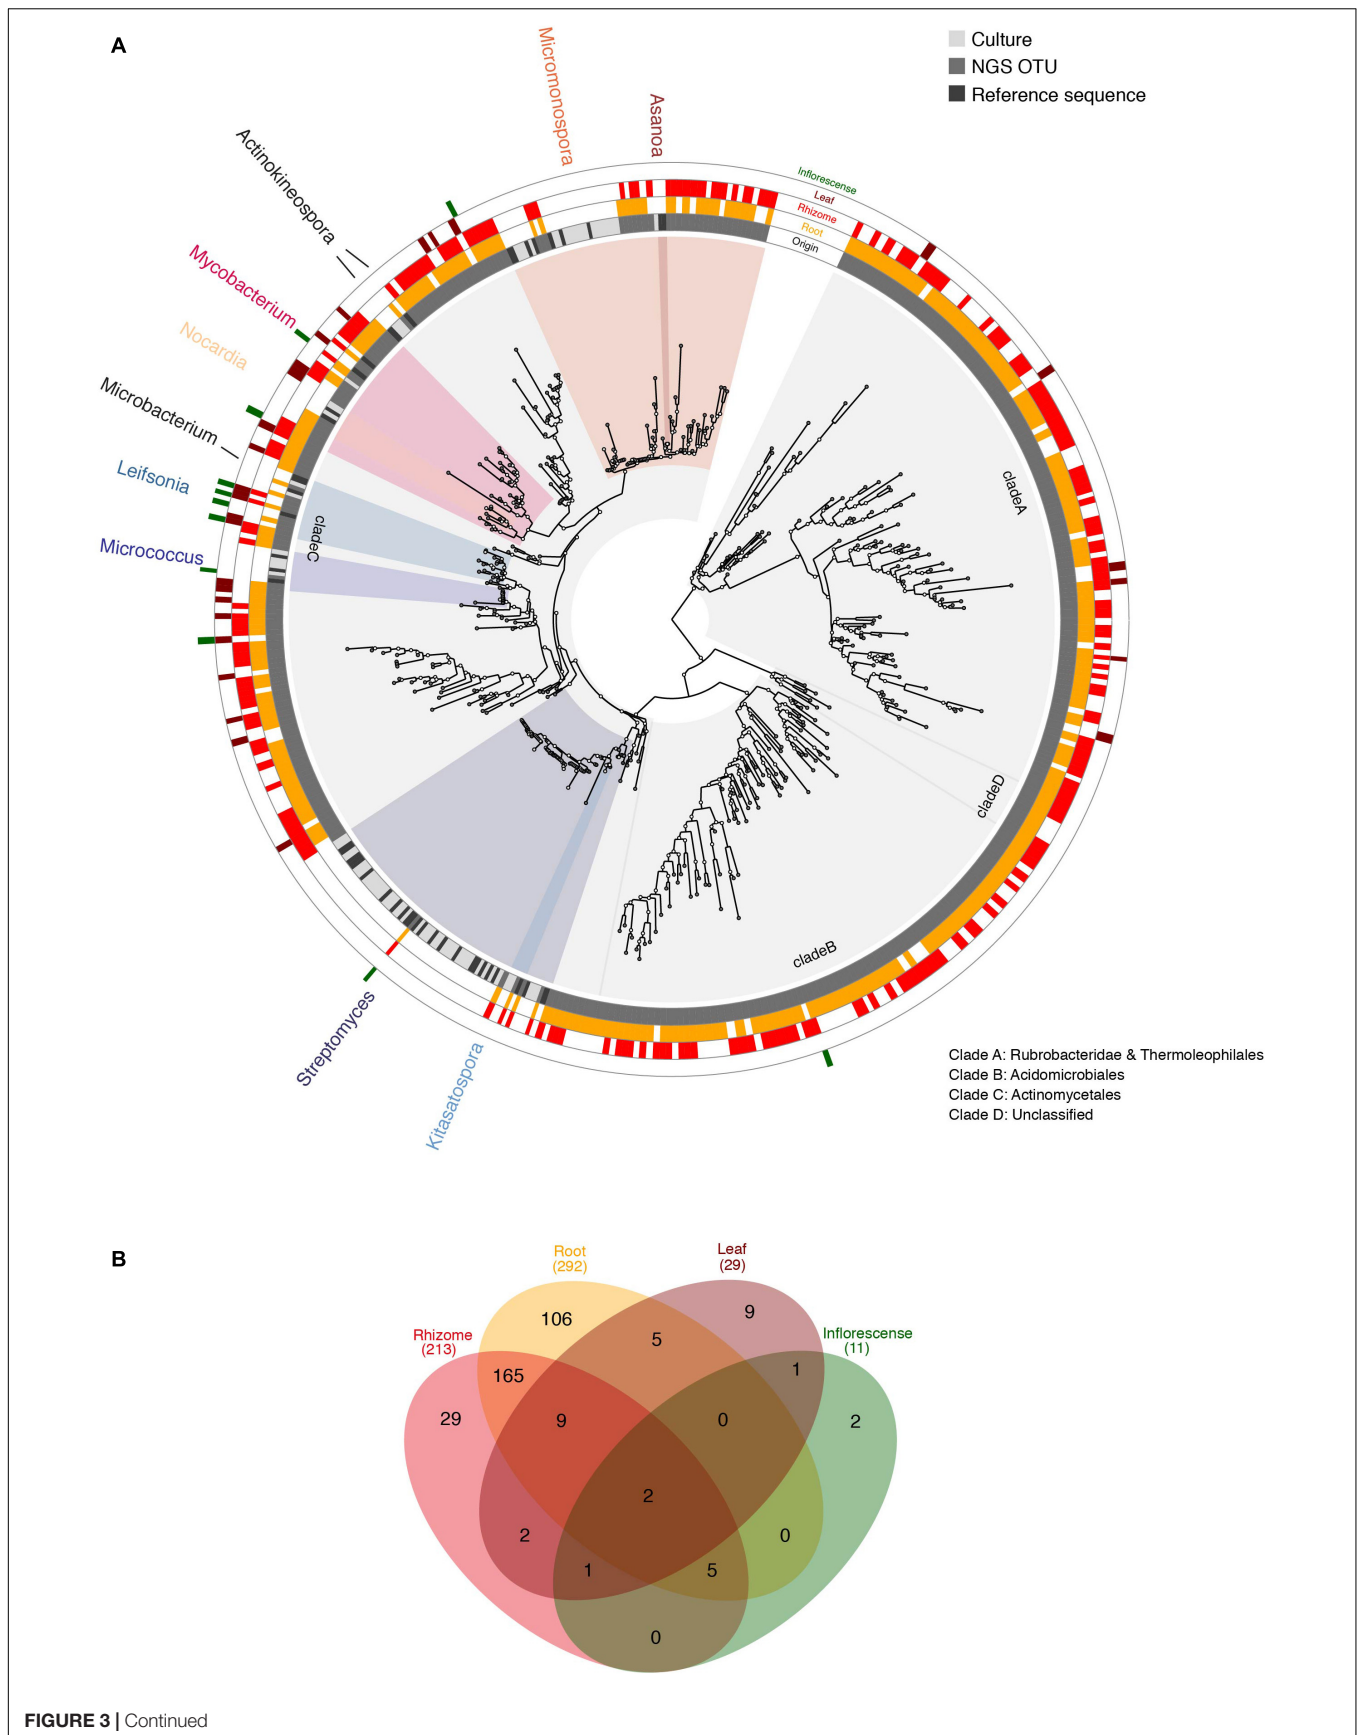 A
Culture
NGS OTU
Reference sequence
Micromonospora
Asanoa
Actinokineospora
Mycobacterium
Nocardia
Microbacterium
Leifsonia
Micrococcus
Streptomyces
Kitasatospora
Inflorescense
Leaf
Rhizome
Root
Origin
cladeA
cladeC
cladeD
cladeB
Clade A: Rubrobacteridae & Thermoleophilales
Clade B: Acidomicrobiales
Clade C: Actinomycetales
Clade D: Unclassified
B
Root
(292)
Leaf
(29)
Rhizome
(213)
Inflorescense
(11)
106
9
5
1
165
29
9
0
2
2
2
0
1
5
0
FIGURE 3 | Continued